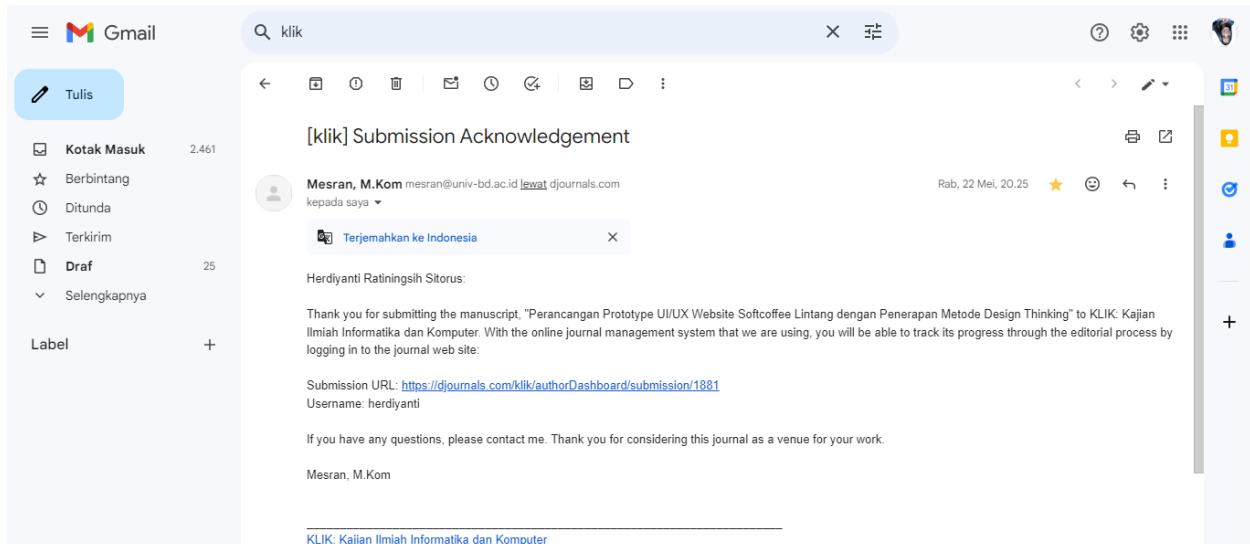 Gmail
klik
Tulis
Kotak Masuk 2.461
Berbintang
Ditunda
Terkirim
Draf 25
Selengkapnya
Label
[klik] Submission Acknowledgement
Mesran, M.Kom mesran@univ-bd.ac.id lewat djournals.com
Rab, 22 Mei, 20.25
kepada saya
Terjemahkan ke Indonesia
Herdiyanti Ratiningsih Sitorus:
Thank you for submitting the manuscript, "Perancangan Prototype UI/UX Website Softcoffee Lintang dengan Penerapan Metode Design Thinking" to KLIK: Kajian
Ilmiah Informatika dan Komputer. With the online journal management system that we are using, you will be able to track its progress through the editorial process by
logging in to the journal web site:
Submission URL: https://djournals.com/klik/authorDashboard/submission/1881
Username: herdiyanti
If you have any questions, please contact me. Thank you for considering this journal as a venue for your work.
Mesran, M.Kom
KLIK: Kajian Ilmiah Informatika dan Komputer
31